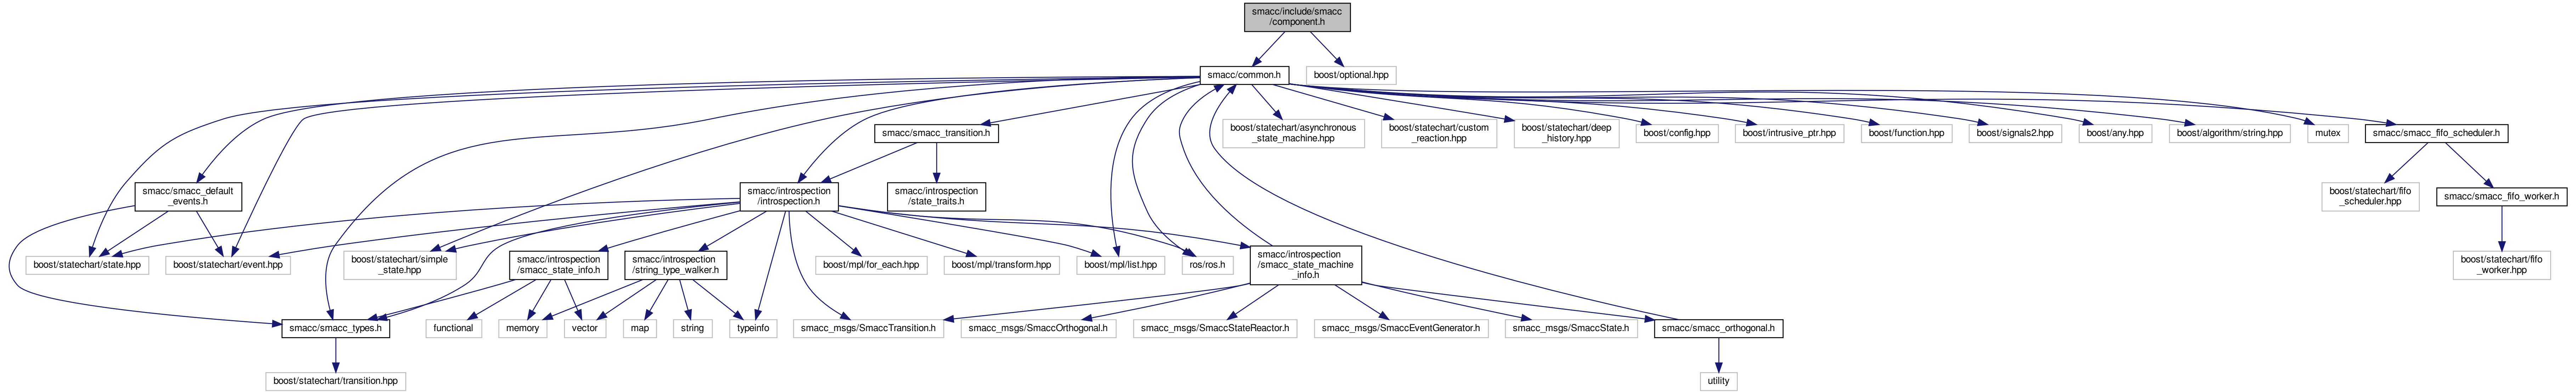 smacc/include/smacc
/component.h
smacc/common.h
boost/optional.hpp
smacc/smacc_transition.h
boost/statechart/asynchronous
_state_machine.hpp
boost/statechart/custom
_reaction.hpp
boost/statechart/deep
_history.hpp
boost/config.hpp
boost/intrusive_ptr.hpp
boost/function.hpp
boost/signals2.hpp
boost/any.hpp
boost/algorithm/string.hpp
mutex
smacc/smacc_fifo_scheduler.h
smacc/smacc_default
_events.h
smacc/introspection
/introspection.h
smacc/introspection
/state_traits.h
boost/statechart/fifo
_scheduler.hpp
smacc/smacc_fifo_worker.h
boost/statechart/state.hpp
boost/statechart/event.hpp
boost/statechart/simple
_state.hpp
smacc/introspection
/smacc_state_info.h
smacc/introspection
/string_type_walker.h
boost/mpl/for_each.hpp
boost/mpl/transform.hpp
boost/mpl/list.hpp
ros/ros.h
smacc/introspection
/smacc_state_machine
_info.h
boost/statechart/fifo
_worker.hpp
smacc/smacc_types.h
functional
memory
vector
map
string
typeinfo
smacc_msgs/SmaccTransition.h
smacc_msgs/SmaccOrthogonal.h
smacc_msgs/SmaccStateReactor.h
smacc_msgs/SmaccEventGenerator.h
smacc_msgs/SmaccState.h
smacc/smacc_orthogonal.h
boost/statechart/transition.hpp
utility